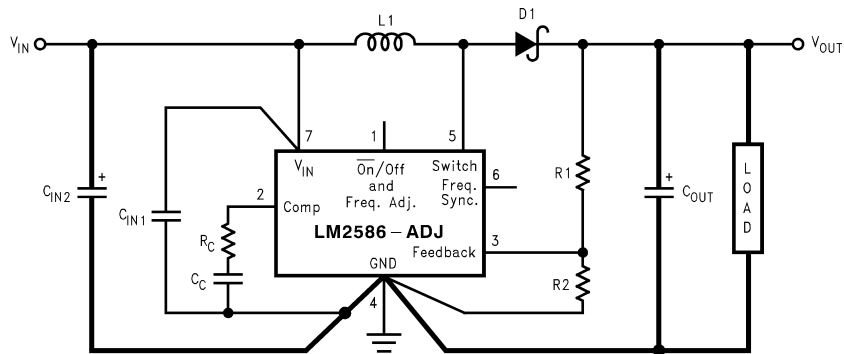 L1
D1
VIN
VOUT
7
1
5
VIN
On/Off
and
Freq. Adj.
Switch
Freq.
Sync.
6
R1
+
CIN2
+
COUT
LOAD
2
Comp
CIN1
RC
LM2586-ADJ
Feedback
3
CC
GND
R2
4